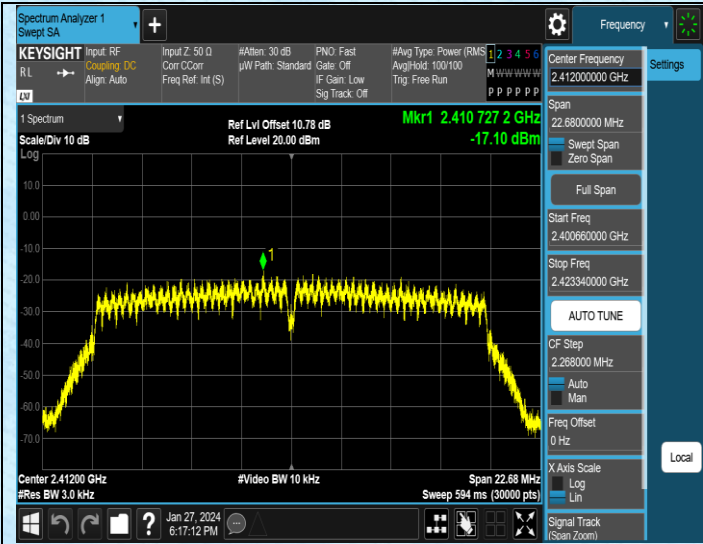 Spectrum Analyzer 1
Swept SA
+
Frequency
KEYSIGHT
RL
LXI
Input: RF
Coupling: DC
Align: Auto
Input Z: 50 Ω
Corr CCorr
Freq Ref: Int (S)
#Atten: 30 dB
µW Path: Standard
PNO: Fast
Gate: Off
IF Gain: Low
Sig Track: Off
#Avg Type: Power (RMS
Avg|Hold: 100/100
Trig: Free Run
1 2 3 4 5 6
M W W W W W
P P P P P P
1 Spectrum
Scale/Div 10 dB
Log
Ref Lvl Offset 10.78 dB
Ref Level 20.00 dBm
Mkr1 2.410 727 2 GHz
-17.10 dBm
10.0
0.00
-10.0
-20.0
-30.0
-40.0
-50.0
-60.0
-70.0
1
Center 2.41200 GHz
#Res BW 3.0 kHz
#Video BW 10 kHz
Span 22.68 MHz
Sweep 594 ms (30000 pts)
?
Jan 27, 2024
6:17:12 PM
Center Frequency
2.412000000 GHz
Span
22.6800000 MHz
Swept Span
Zero Span
Full Span
Start Freq
2.400660000 GHz
Stop Freq
2.423340000 GHz
AUTO TUNE
CF Step
2.268000 MHz
Auto
Man
Freq Offset
0 Hz
X Axis Scale
Log
Lin
Signal Track
(Span Zoom)
Settings
Local